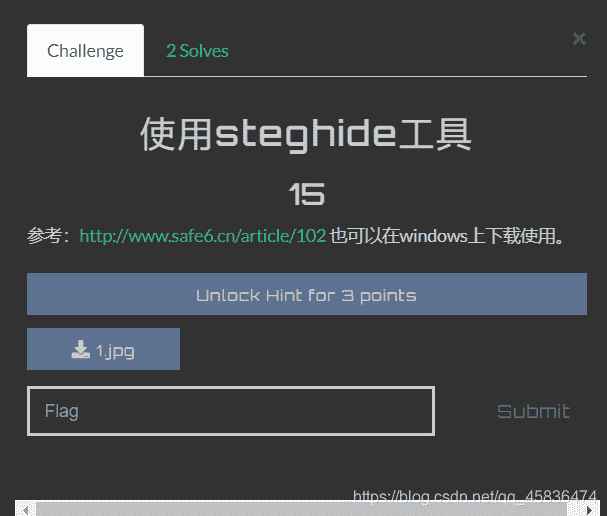 Challenge
2 Solves
×
使用steghide工具
15
参考：http://www.safe6.cn/article/102 也可以在windows上下载使用。
Unlock Hint for 3 points
1.jpg
Flag
Submit
https://blog.csdn.net/qq_45836474